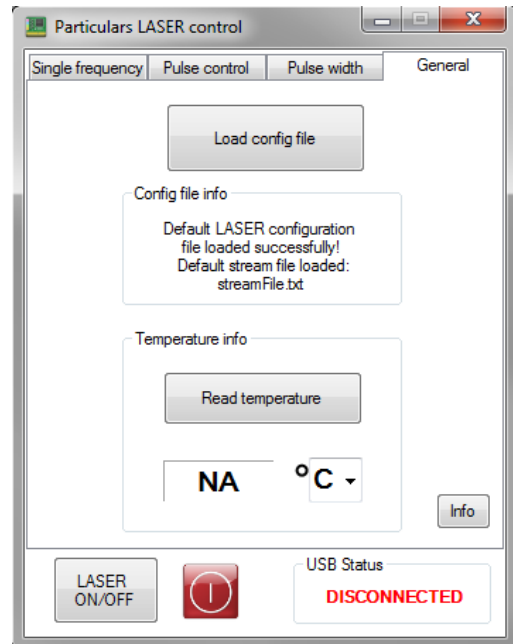 Particulars LASER control
Single frequency Pulse control Pulse width General
Load config file
Config file info
Default LASER configuration
file loaded successfully!
Default stream file loaded:
streamFile.txt
Temperature info
Read temperature
NA °C
Info
LASER
ON/OFF
USB Status
DISCONNECTED